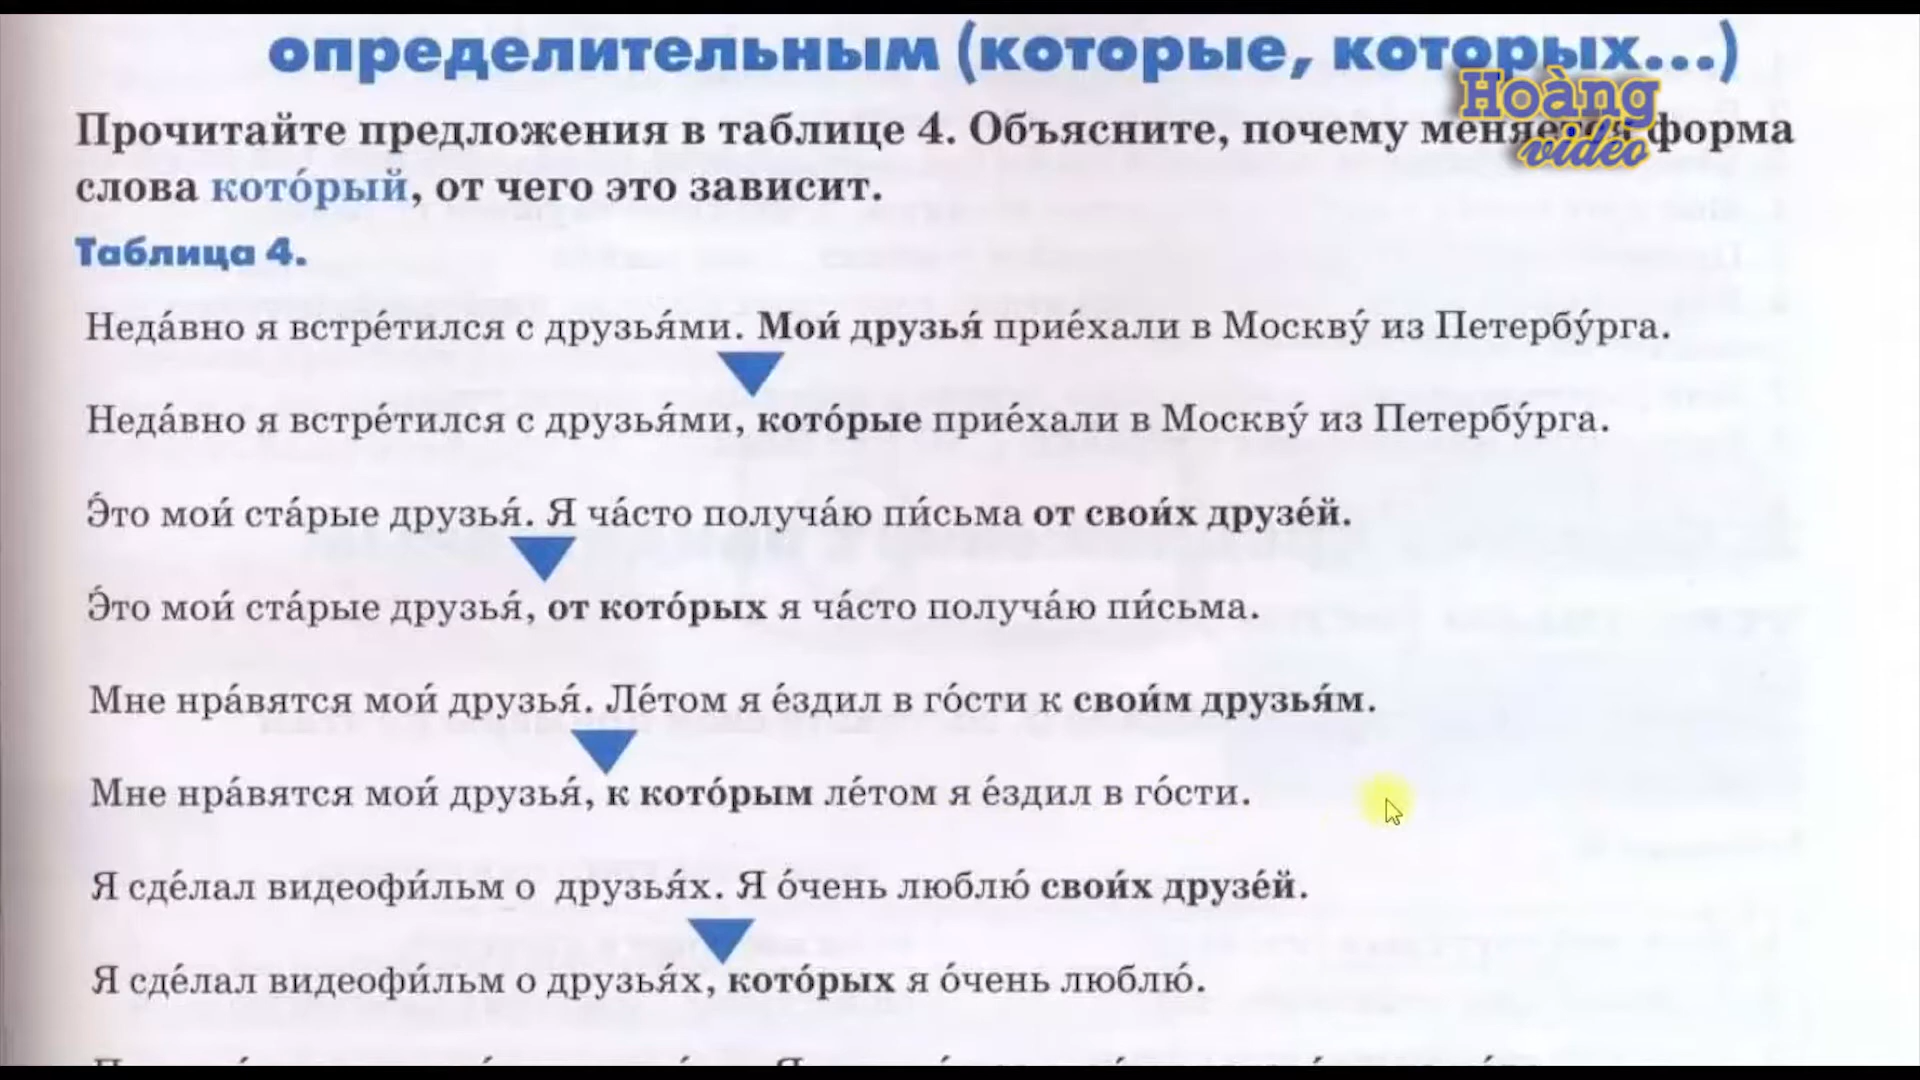 определительным (которые, которых...)
Hoàng
video
Прочитайте предложения в таблице 4. Объясните, почему меняется форма
слова кото́рый, от чего это зависит.
Таблица 4.
Неда́вно я встре́тился с друзья́ми. Мои́ друзья́ прие́хали в Москву́ из Петербу́рга.
Неда́вно я встре́тился с друзья́ми, кото́рые прие́хали в Москву́ из Петербу́рга.
Э́то мои́ ста́рые друзья́. Я ча́сто получа́ю пи́сьма от свои́х друзе́й.
Э́то мои́ ста́рые друзья́, от кото́рых я ча́сто получа́ю пи́сьма.
Мне нра́вятся мои́ друзья́. Ле́том я е́здил в го́сти к свои́м друзья́м.
Мне нра́вятся мои́ друзья́, к кото́рым ле́том я е́здил в го́сти.
Я сде́лал видеофи́льм о друзья́х. Я о́чень люблю́ свои́х друзе́й.
Я сде́лал видеофи́льм о друзья́х, кото́рых я о́чень люблю́.